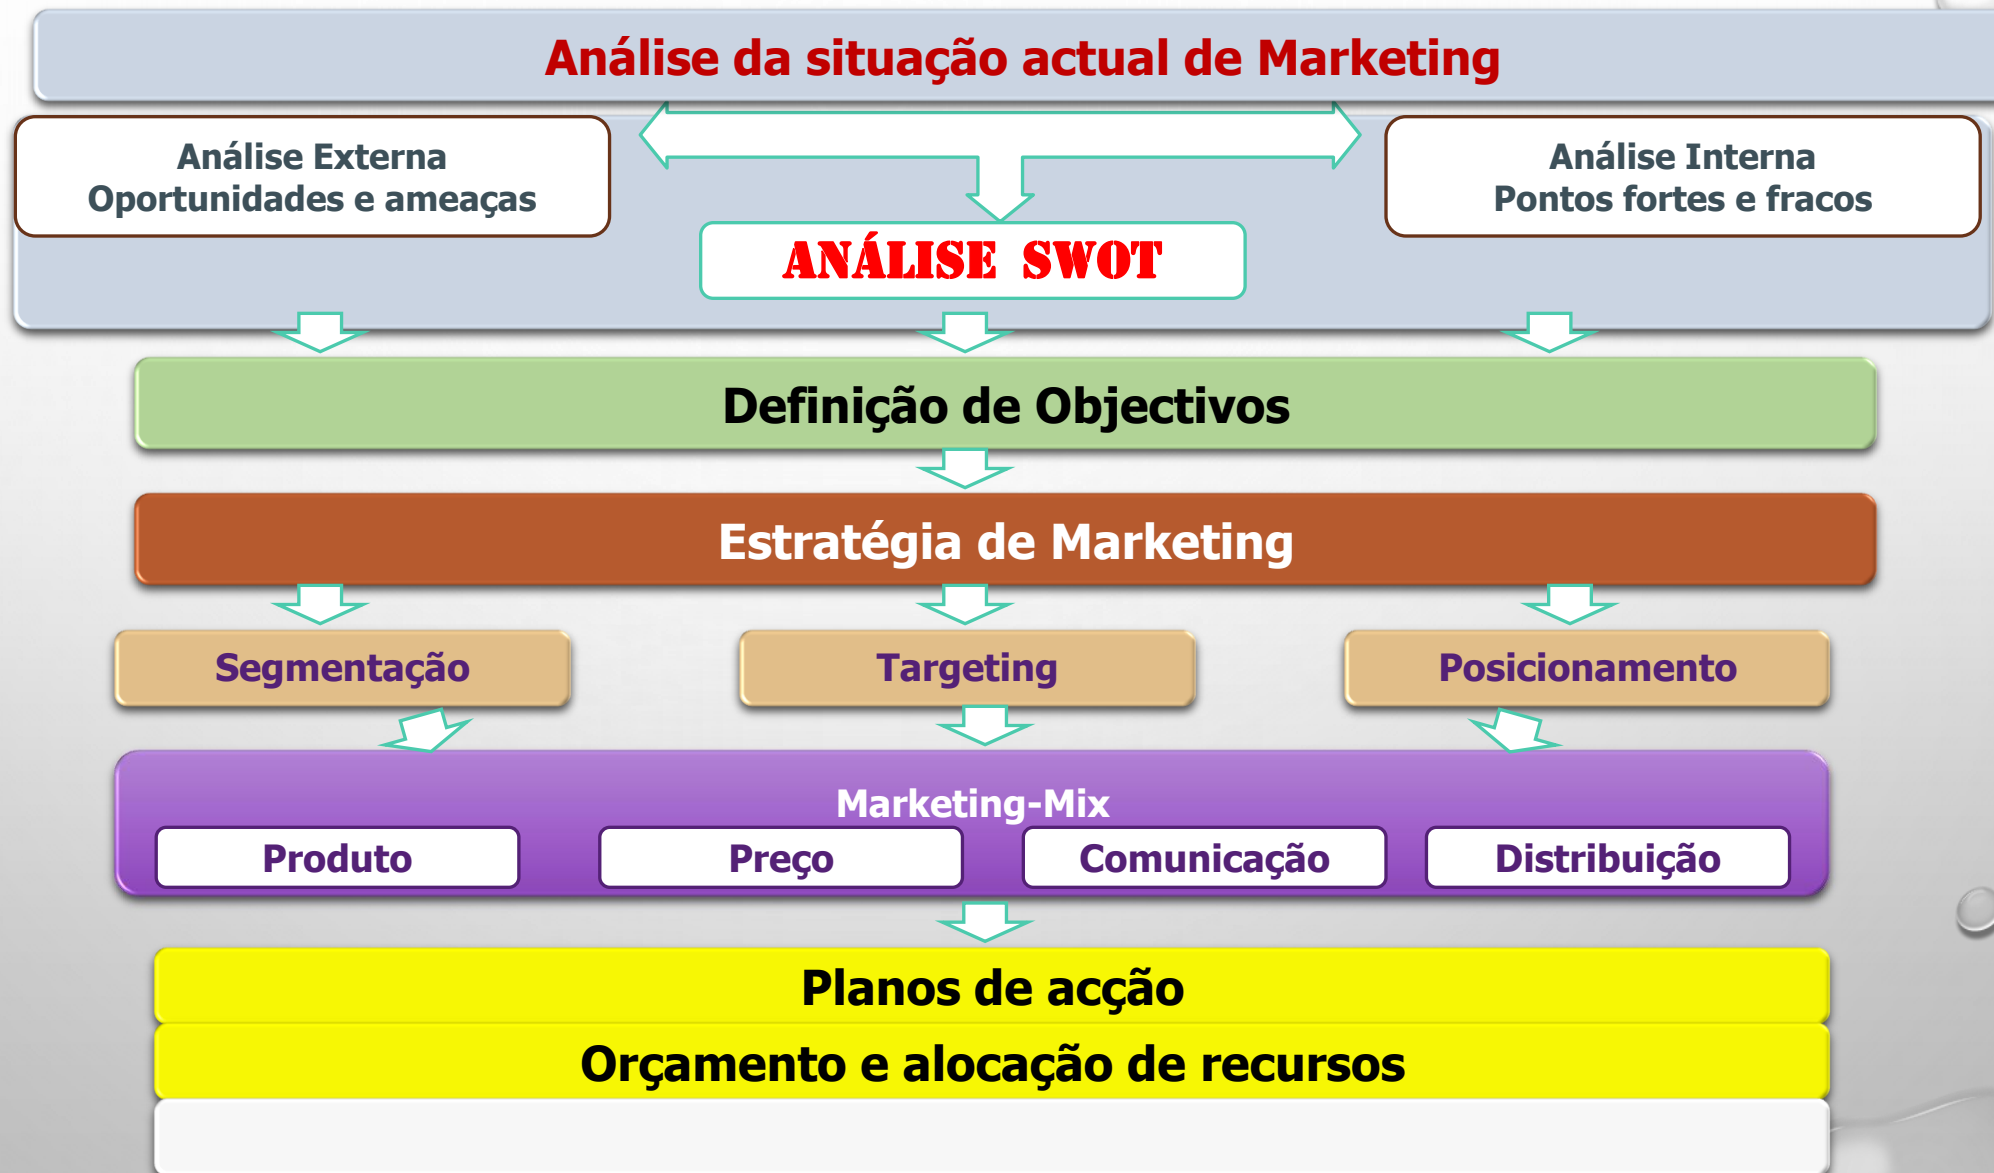 Análise da situação actual de Marketing
Análise Externa
Oportunidades e ameaças
Análise Interna
Pontos fortes e fracos
ANÁLISE SWOT
Definição de Objectivos
Estratégia de Marketing
Segmentação
Targeting
Posicionamento
Marketing-Mix
Produto
Preço
Comunicação
Distribuição
Planos de acção
Orçamento e alocação de recursos